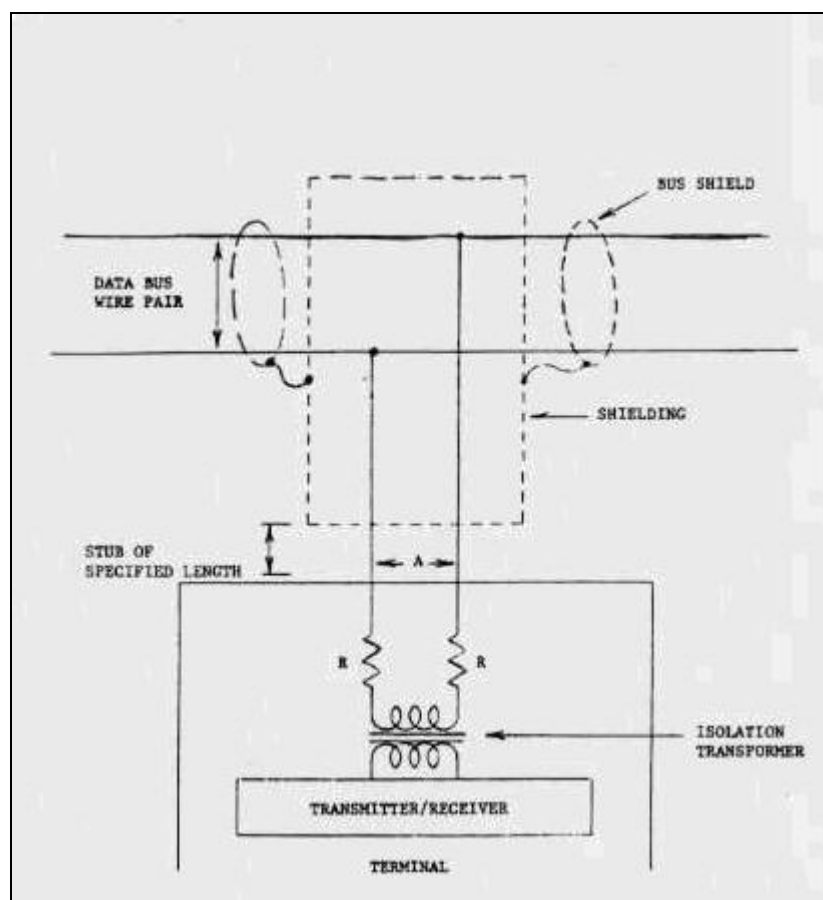 BUS SHIELD
DATA BUS
WIRE PAIR
SHIELDING
STUB OF
SPECIFIED LENGTH
A
R
R
ISOLATION
TRANSFORMER
TRANSMITTER/RECEIVER
TERMINAL